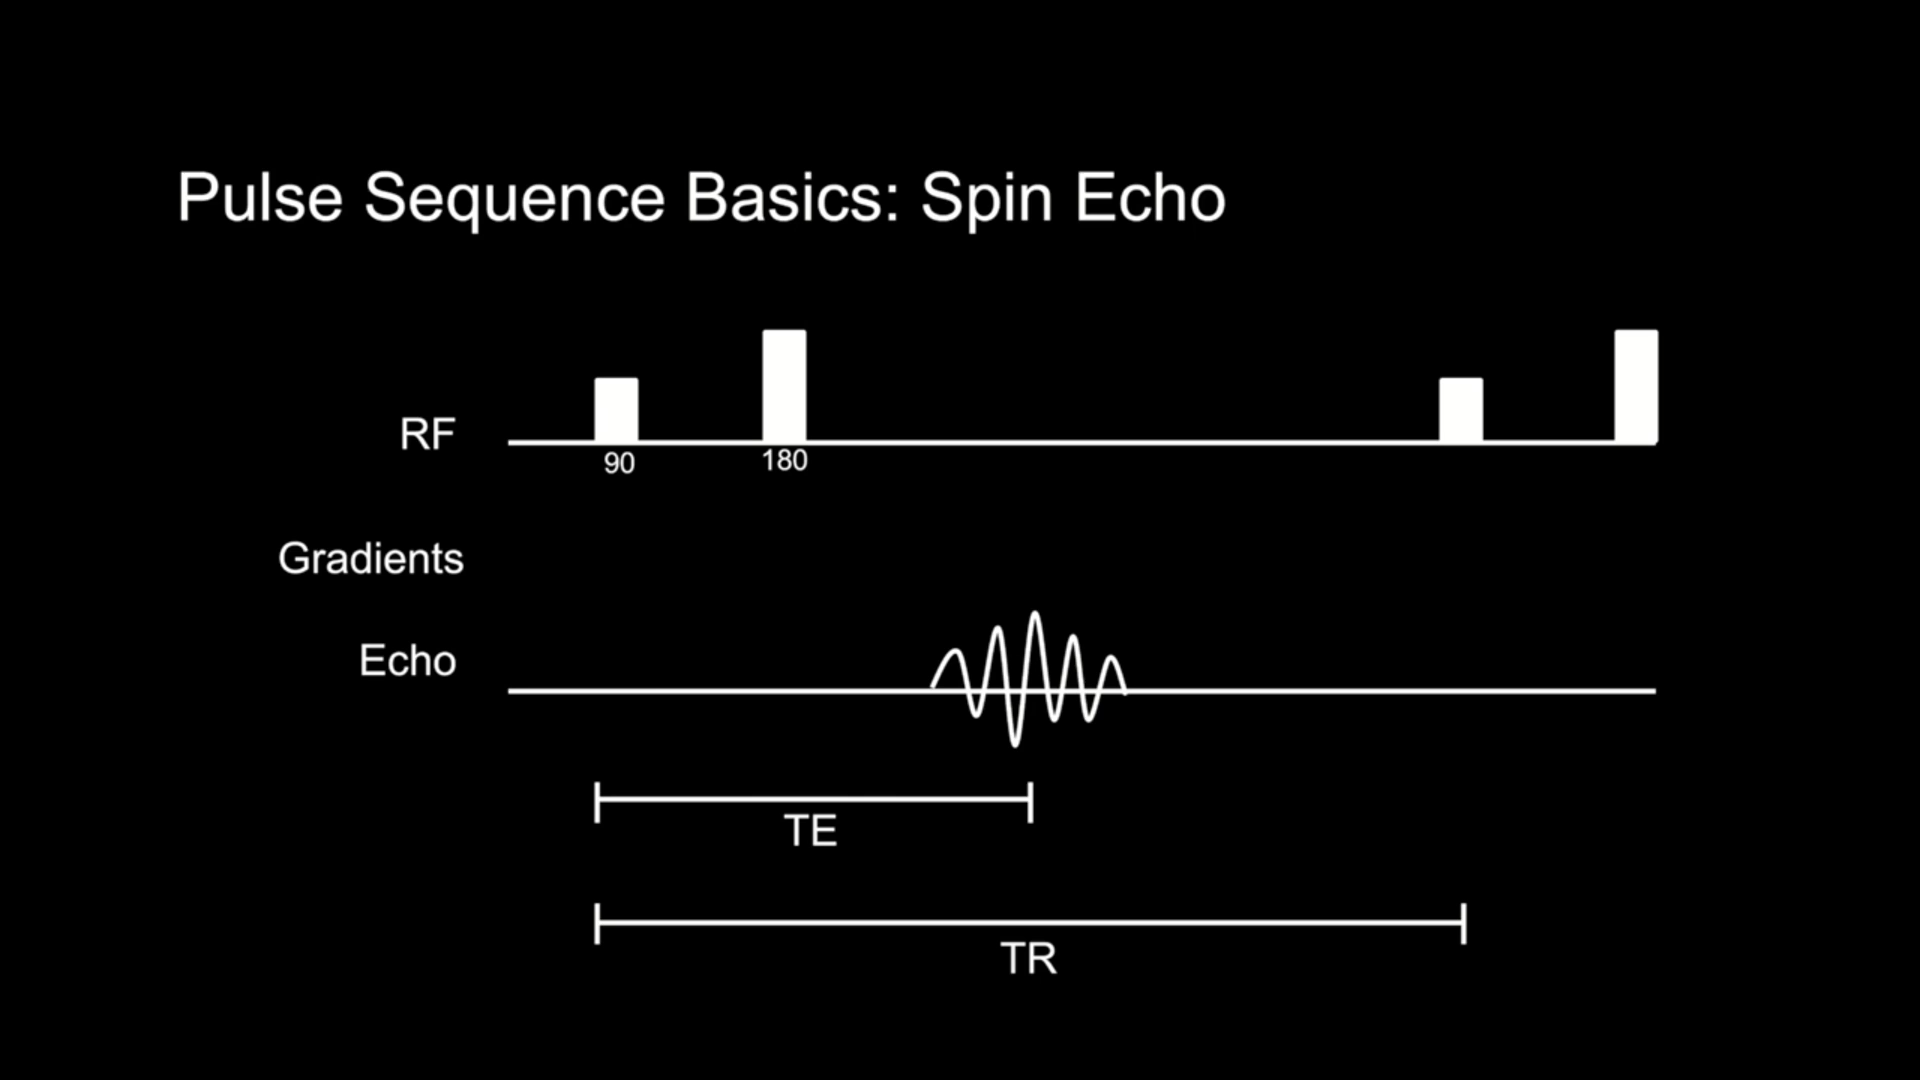 Pulse Sequence Basics: Spin Echo
RF
90
180
Gradients
Echo
TE
TR